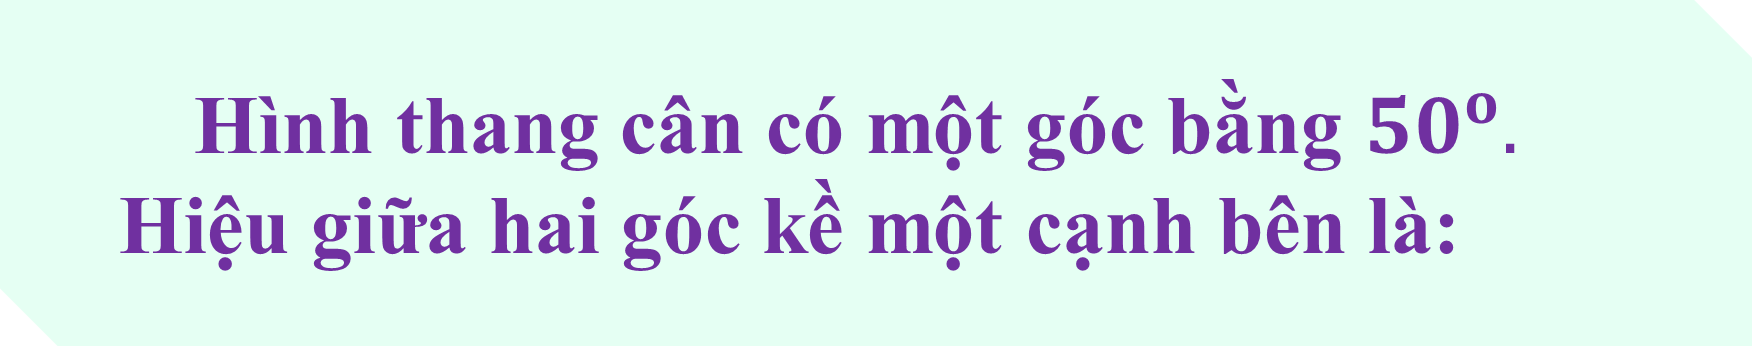 Hình thang cân có một góc bằng 50º.
Hiệu giữa hai góc kề một cạnh bên là: